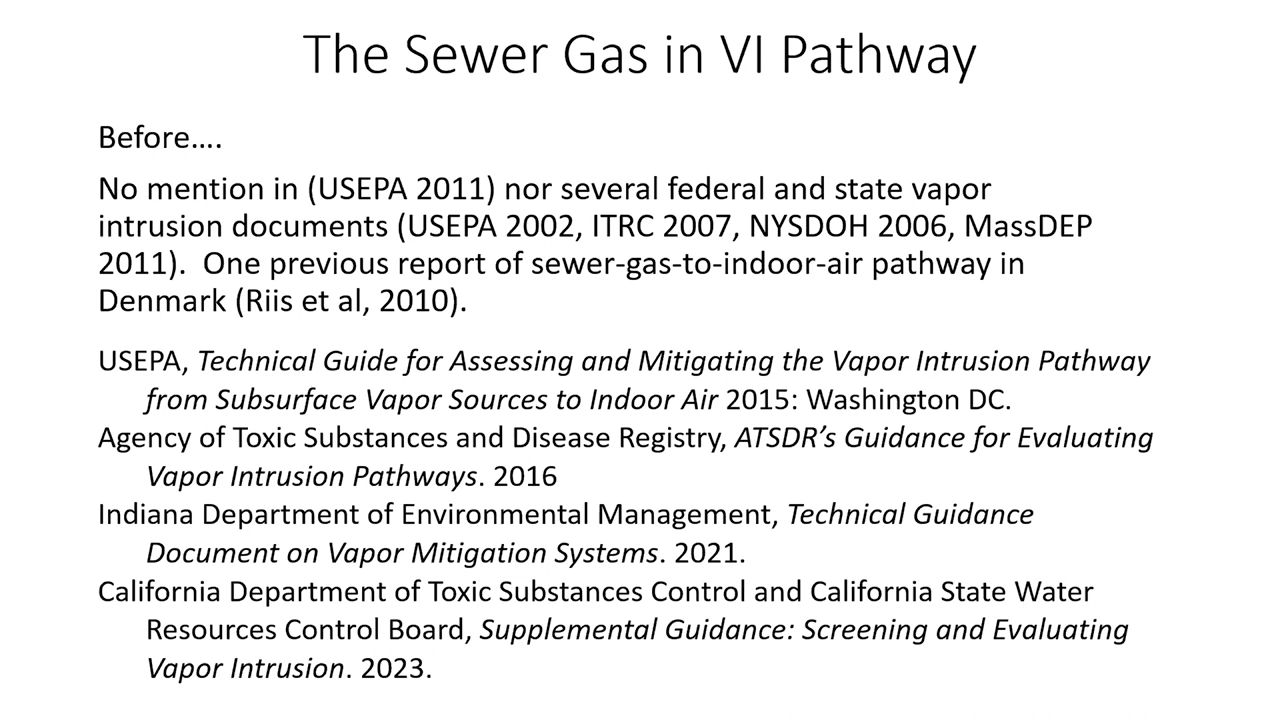 The Sewer Gas in VI Pathway
Before....
No mention in (USEPA 2011) nor several federal and state vapor
intrusion documents (USEPA 2002, ITRC 2007, NYSDOH 2006, MassDEP
2011).  One previous report of sewer-gas-to-indoor-air pathway in
Denmark (Riis et al, 2010).
USEPA, Technical Guide for Assessing and Mitigating the Vapor Intrusion Pathway
from Subsurface Vapor Sources to Indoor Air 2015: Washington DC.
Agency of Toxic Substances and Disease Registry, ATSDR’s Guidance for Evaluating
Vapor Intrusion Pathways. 2016
Indiana Department of Environmental Management, Technical Guidance
Document on Vapor Mitigation Systems. 2021.
California Department of Toxic Substances Control and California State Water
Resources Control Board, Supplemental Guidance: Screening and Evaluating
Vapor Intrusion. 2023.